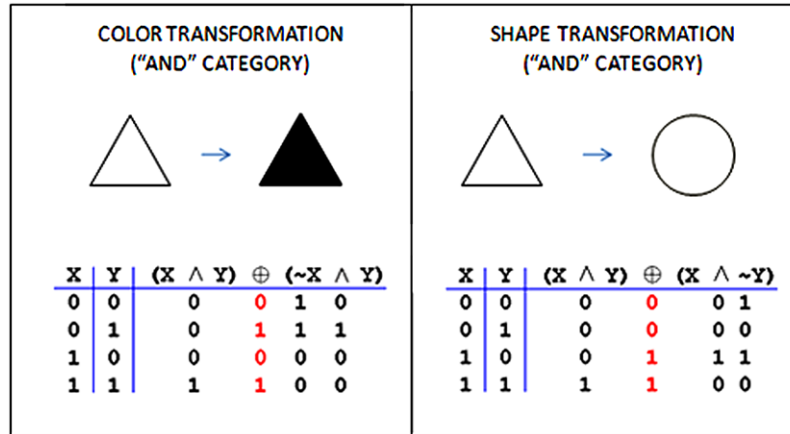 COLOR TRANSFORMATION
("AND" CATEGORY)
X Y (X ∧ Y) ⊕ (~X ∧ Y)
0 0 0 0 1 0
0 1 0 1 1 1
1 0 0 0 0 0
1 1 1 1 0 0
SHAPE TRANSFORMATION
("AND" CATEGORY)
X Y (X ∧ Y) ⊕ (X ∧ ~Y)
0 0 0 0 0 1
0 1 0 0 0 0
1 0 0 1 1 1
1 1 1 1 0 0